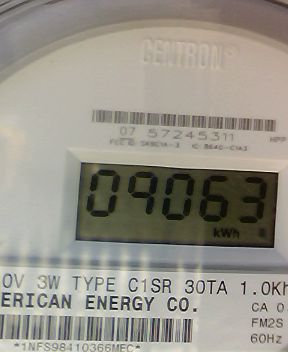 CENTRON®
07 57245311
HPP
09063
kWh
0V 3W TYPE C1SR 30TA 1.0Kh
ERICAN ENERGY CO.
CA 0.
FM2S
60Hz
*1NFS98410366MEC*